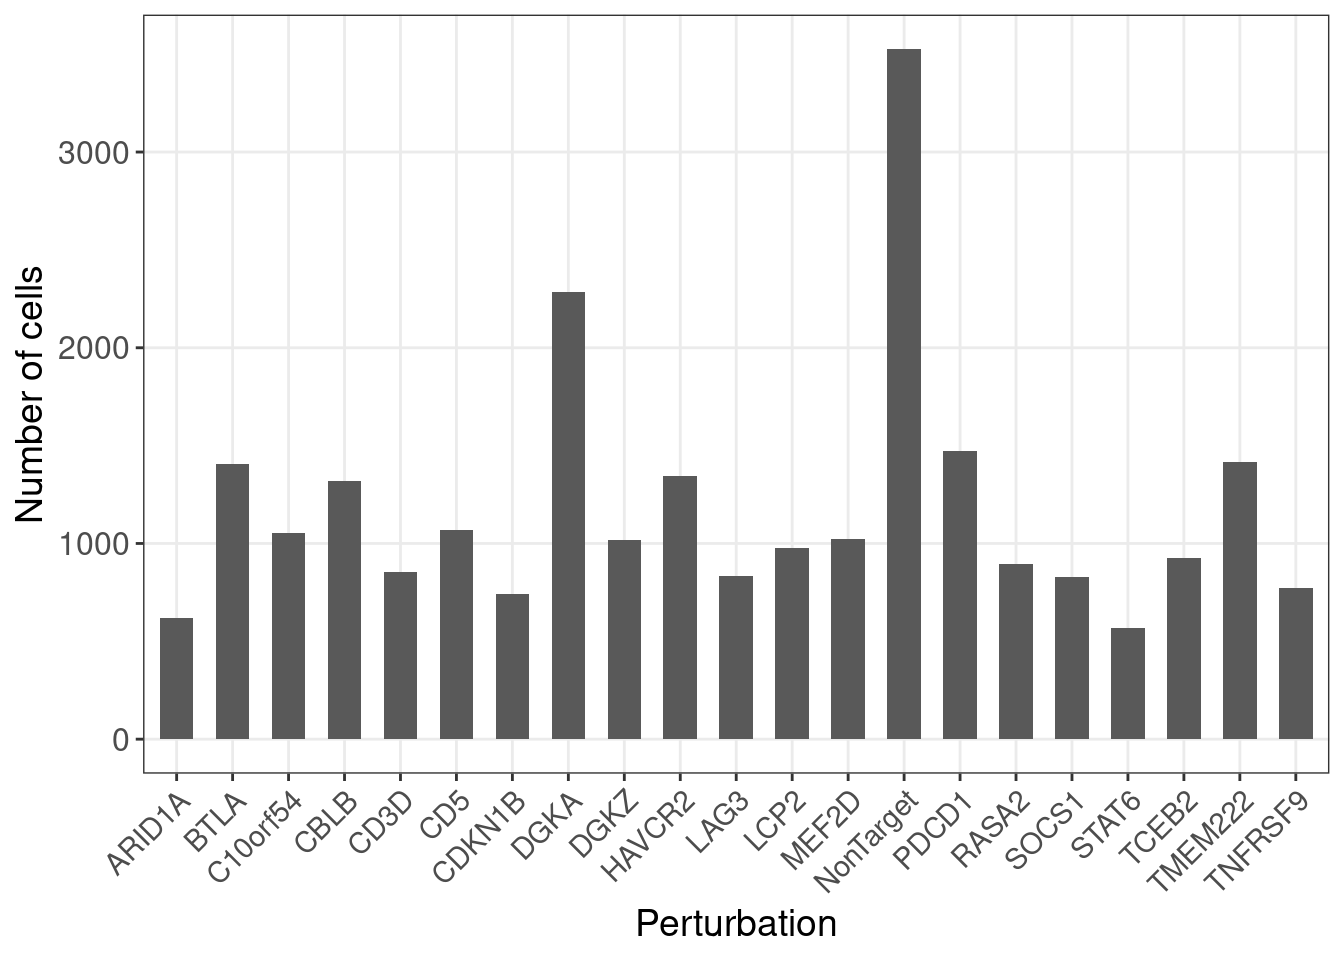 Number of cells
3000
2000
1000
0
ARID1A
BTLA
C10orf54
CBLB
CD3D
CD5
CDKN1B
DGKA
DGKZ
HAVCR2
LAG3
LCP2
MEF2D
NonTarget
PDCD1
RASA2
SOCS1
STAT6
TCEB2
TMEM222
TNFRSF9
Perturbation